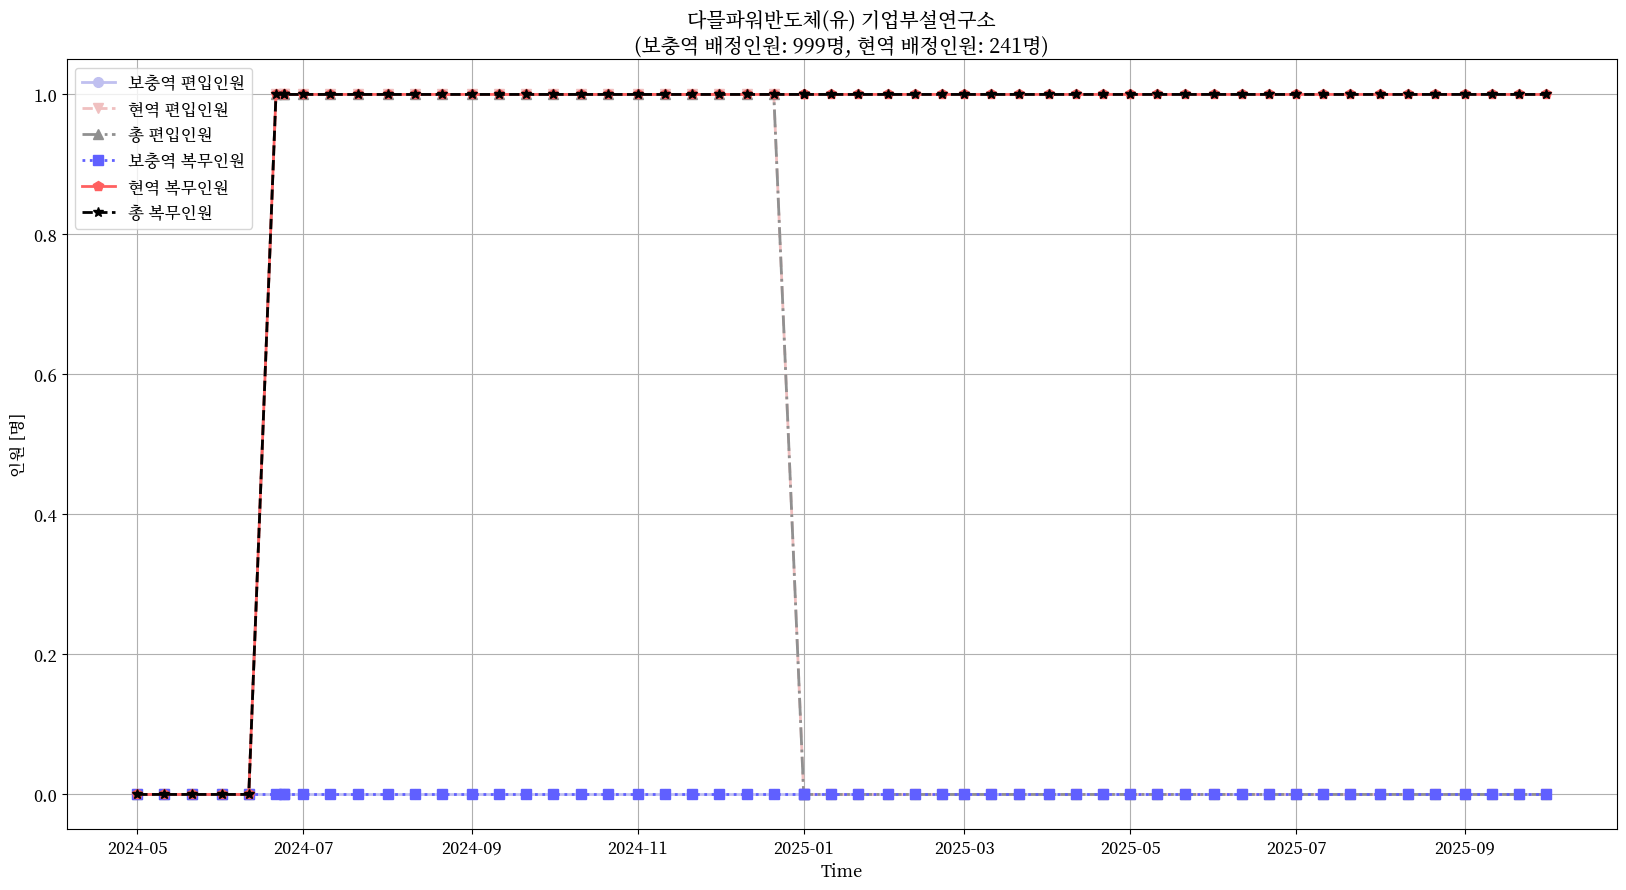 다믈파워반도체(유) 기업부설연구소
(보충역 배정인원: 999명, 현역 배정인원: 241명)
보충역 편입인원
현역 편입인원
총 편입인원
보충역 복무인원
현역 복무인원
총 복무인원
1.0
0.8
0.6
0.4
0.2
0.0
인원 [명]
2024-05 2024-07 2024-09 2024-11 2025-01 2025-03 2025-05 2025-07 2025-09
Time